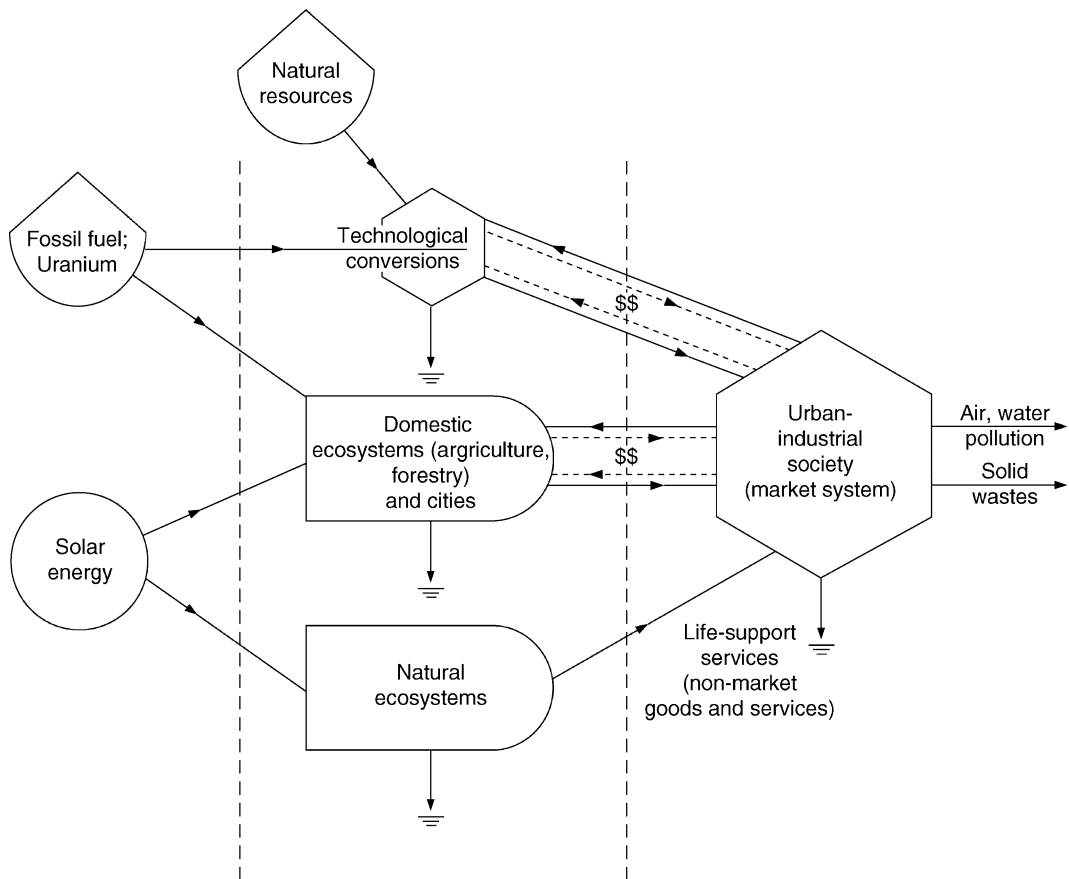 Natural
resources
Fossil fuel;
Uranium
Technological
conversions
$$
Domestic
ecosystems (argriculture,
forestry)
and cities
$$
Urban-
industrial
society
(market system)
Air, water
pollution
Solid
wastes
Solar
energy
Natural
ecosystems
Life-support
services
(non-market
goods and services)